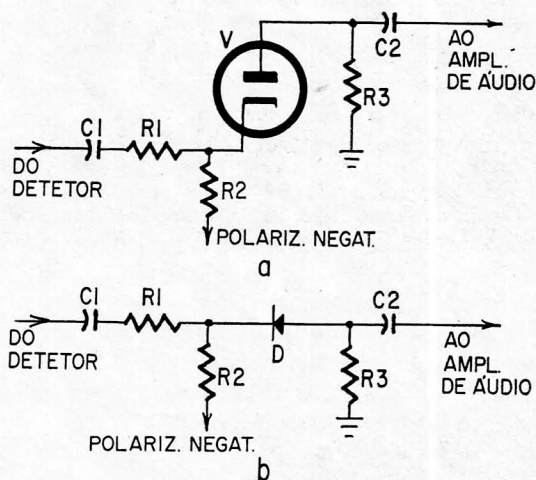 V
C2
AO
AMPL.
DE ÁUDIO
R3
C1 R1
DO
DETETOR
R2
POLARIZ. NEGAT.
a
C1 R1
C2
DO
DETETOR
D
AO
AMPL.
DE ÁUDIO
R2
R3
POLARIZ. NEGAT.
b